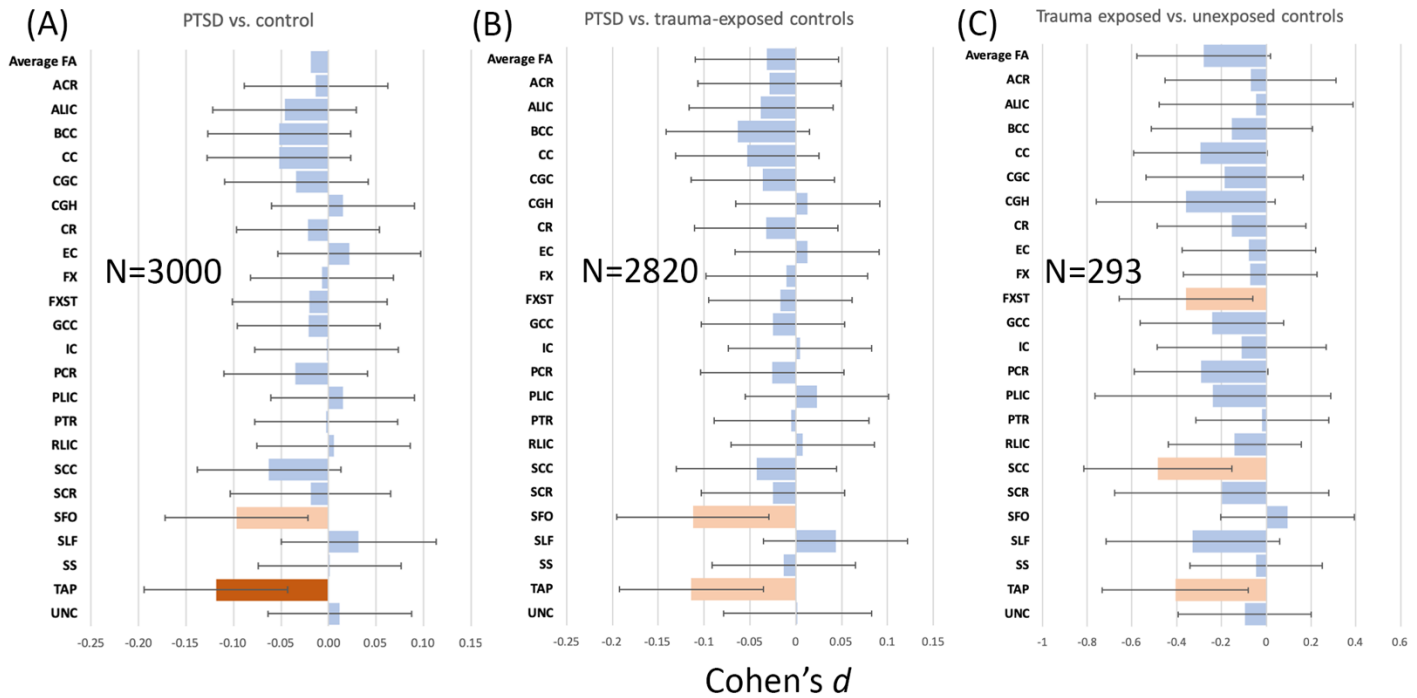 (A) PTSD vs. control
Average FA
ACR
ALIC
BCC
CC
CGC
CGH
CR
EC
FX
FXST
GCC
IC
PCR
PLIC
PTR
RLIC
SCC
SCR
SFO
SLF
SS
TAP
UNC
N=3000
-0.25 -0.20 -0.15 -0.10 -0.05 0.00 0.05 0.10 0.15
(B) PTSD vs. trauma-exposed controls
Average FA
ACR
ALIC
BCC
CC
CGC
CGH
CR
EC
FX
FXST
GCC
IC
PCR
PLIC
PTR
RLIC
SCC
SCR
SFO
SLF
SS
TAP
UNC
N=2820
-0.25 -0.2 -0.15 -0.1 -0.05 0 0.05 0.1 0.15
(C) Trauma exposed vs. unexposed controls
Average FA
ACR
ALIC
BCC
CC
CGC
CGH
CR
EC
FX
FXST
GCC
IC
PCR
PLIC
PTR
RLIC
SCC
SCR
SFO
SLF
SS
TAP
UNC
N=293
-1 -0.8 -0.6 -0.4 -0.2 0 0.2 0.4 0.6
Cohen's d